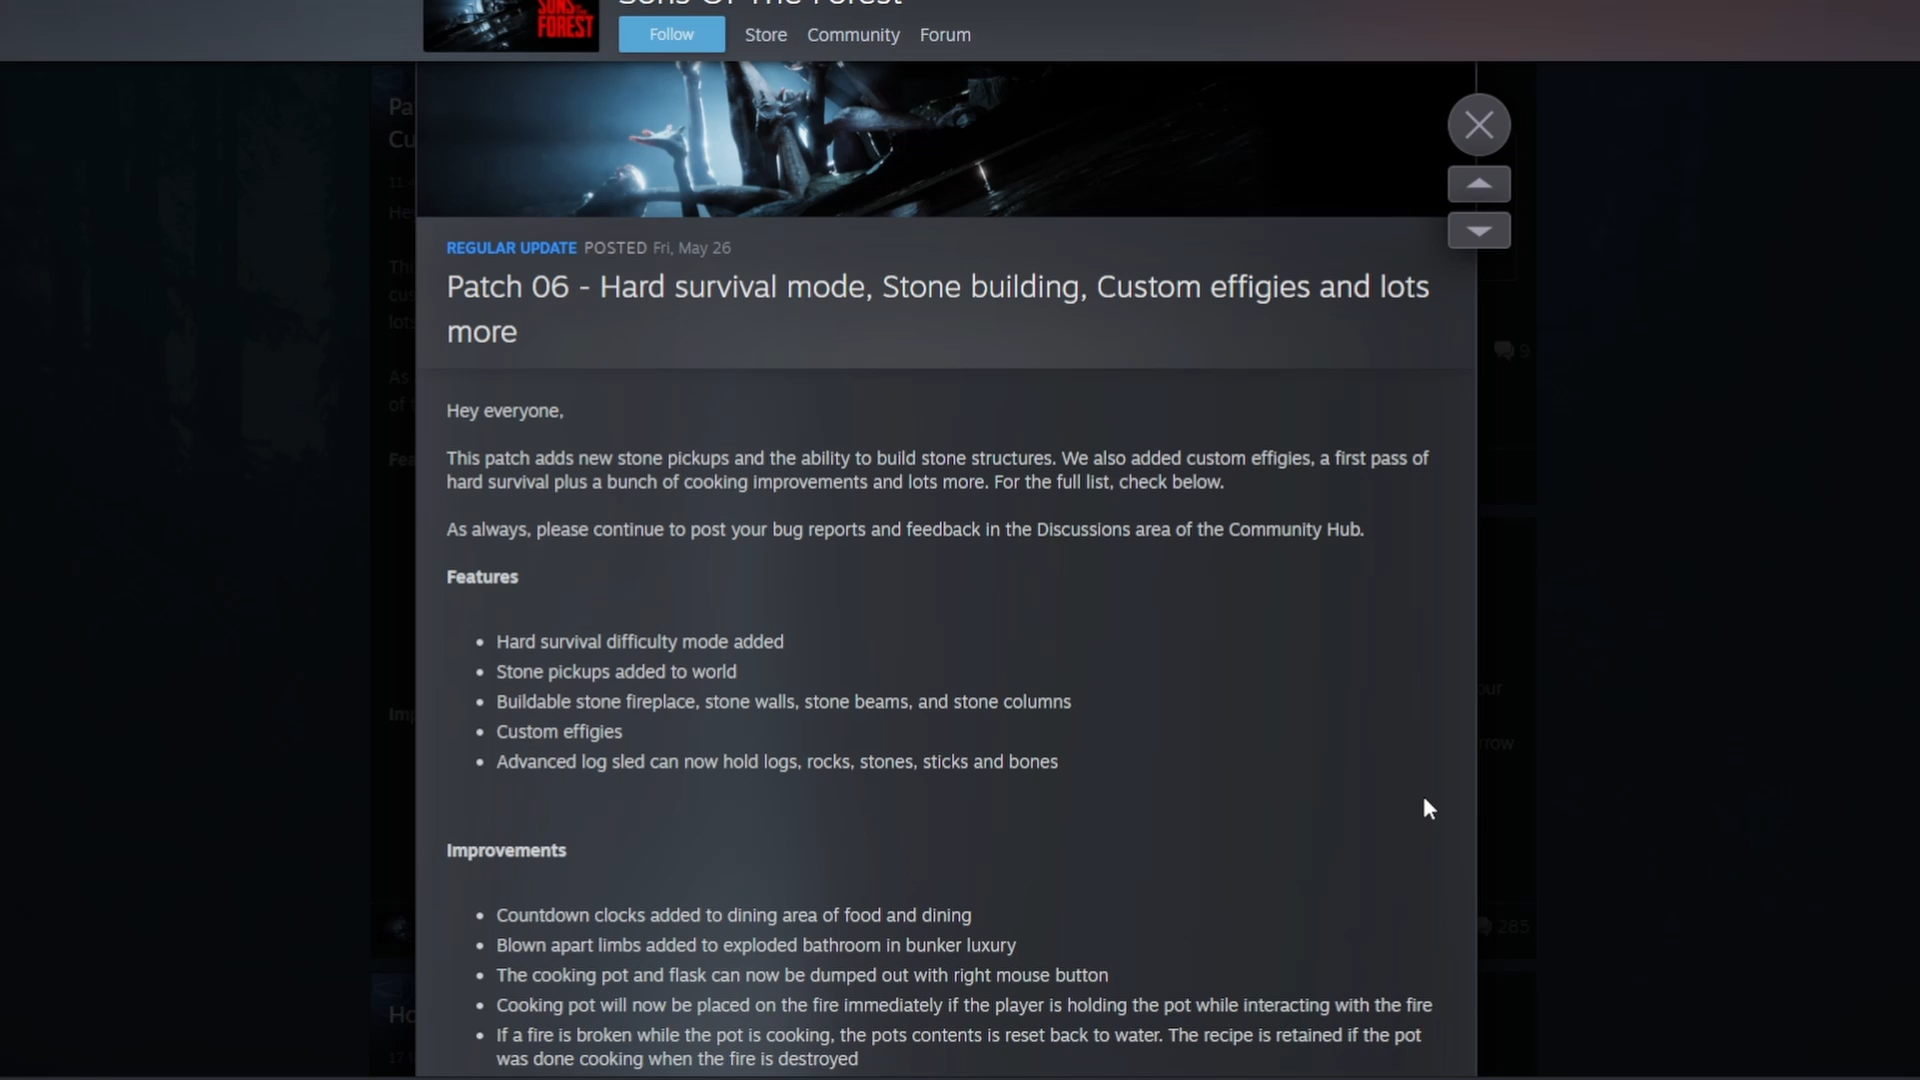 Sons Of The Forest
SONS
FOREST
Follow Store Community Forum
REGULAR UPDATE POSTED Fri, May 26
Patch 06 - Hard survival mode, Stone building, Custom effigies and lots
more
Hey everyone,
This patch adds new stone pickups and the ability to build stone structures. We also added custom effigies, a first pass of
hard survival plus a bunch of cooking improvements and lots more. For the full list, check below.
As always, please continue to post your bug reports and feedback in the Discussions area of the Community Hub.
Features
• Hard survival difficulty mode added
• Stone pickups added to world
• Buildable stone fireplace, stone walls, stone beams, and stone columns
• Custom effigies
• Advanced log sled can now hold logs, rocks, stones, sticks and bones
Improvements
• Countdown clocks added to dining area of food and dining
• Blown apart limbs added to exploded bathroom in bunker luxury
• The cooking pot and flask can now be dumped out with right mouse button
• Cooking pot will now be placed on the fire immediately if the player is holding the pot while interacting with the fire
• If a fire is broken while the pot is cooking, the pots contents is reset back to water. The recipe is retained if the pot
was done cooking when the fire is destroyed
9
285